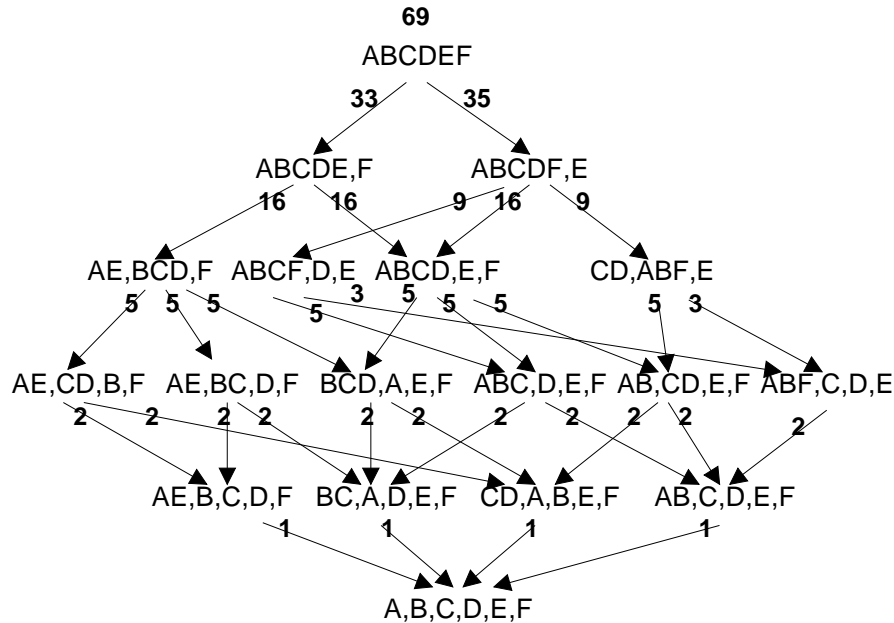 69
ABCDEF
33 35
ABCDE,F ABCDF,E
16 16 9 16 9
AE,BCD,F ABCF,D,E ABCD,E,F CD,ABF,E
5 5 5 5 3 5 5 5 5 3
AE,CD,B,F AE,BC,D,F BCD,A,E,F ABC,D,E,F AB,CD,E,F ABF,C,D,E
2 2 2 2 2 2 2 2 2 2 2
AE,B,C,D,F BC,A,D,E,F CD,A,B,E,F AB,C,D,E,F
1 1 1 1
A,B,C,D,E,F